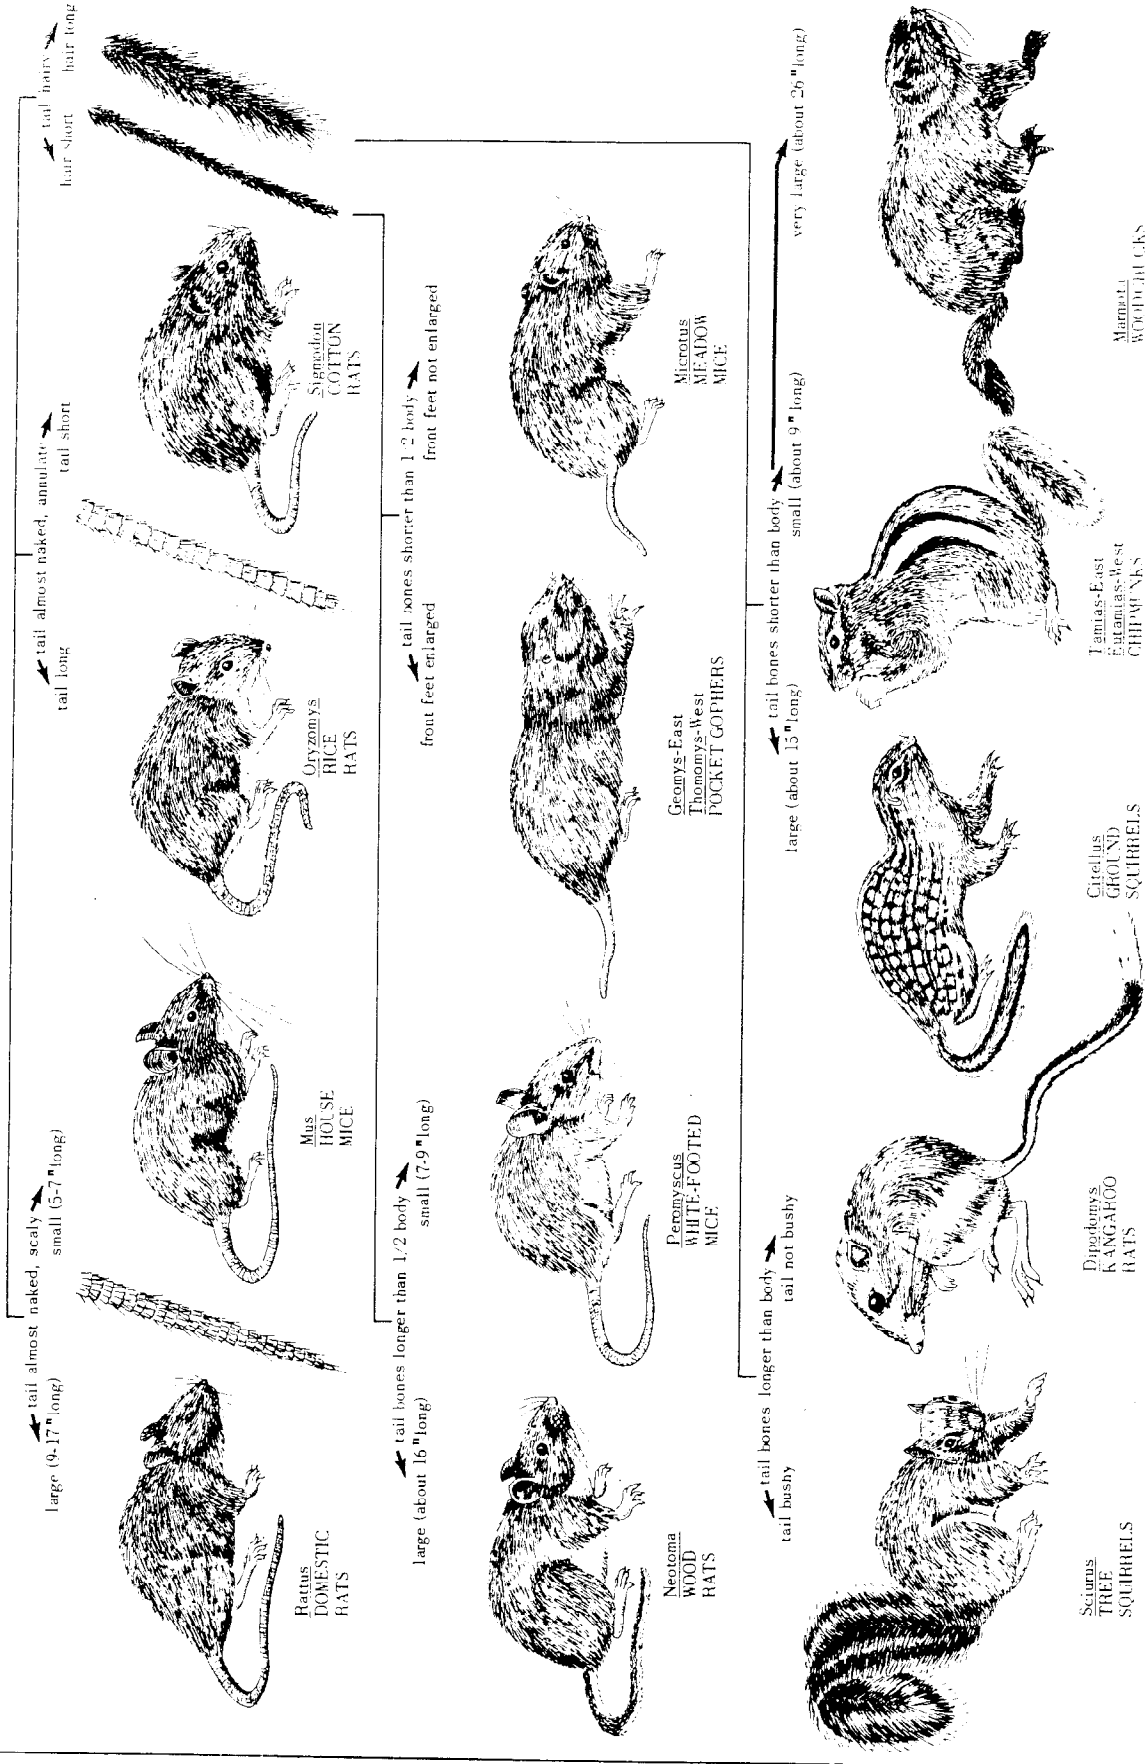 tail almost naked, scaly
large (9-17"long)
small (5-7"long)
tail almost naked, annulate
tail long
tail short
tail hairy
hair short
hair long
Rattus
DOMESTIC
RATS
Mus
HOUSE
MICE
Oryzomys
RICE
RATS
Sigmodon
COTTON
RATS
tail bones longer than 1/2 body
large (about 16"long)
small (7-9"long)
tail bones shorter than 1 2 body
front feet enlarged
front feet not enlarged
Neotoma
WOOD
RATS
Peromyscus
WHITE-FOOTED
MICE
Geomys-East
Thomomys-West
POCKET GOPHERS
Microtus
MEADOW
MICE
tail bones longer than body
tail bushy
tail not bushy
tail bones shorter than body
large (about 15"long)
small (about 9"long)
very large (about 26"long)
Sciurus
TREE
SQUIRRELS
Dipodomys
KANGAROO
RATS
Citellus
GROUND
SQUIRRELS
Tamias-East
Eutamias-West
CHIPMUNKS
Marmota
WOODCHUCKS